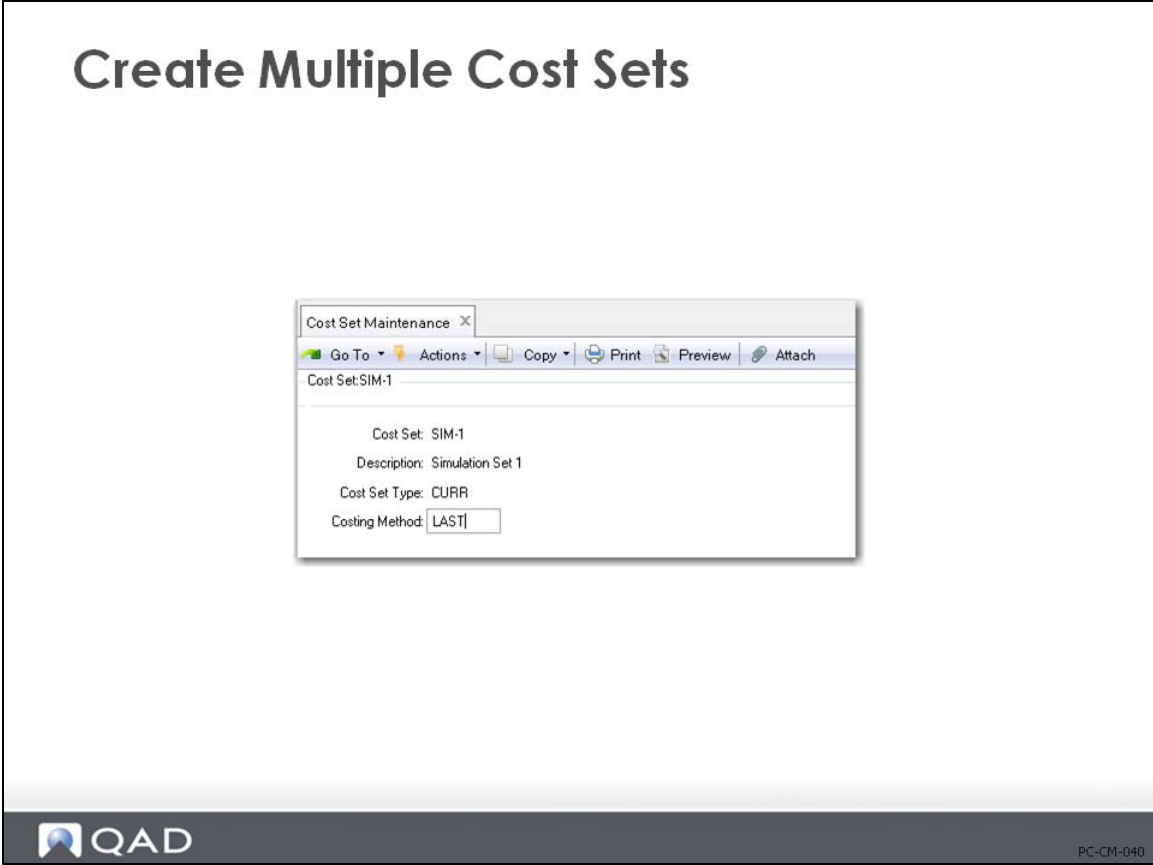 Create Multiple Cost Sets
Cost Set Maintenance X
Go To Actions Copy Print Preview Attach
Cost Set:SIM-1
Cost Set: SIM-1
Description: Simulation Set 1
Cost Set Type: CURR
Costing Method: LAST
QAD
PC-CM-040